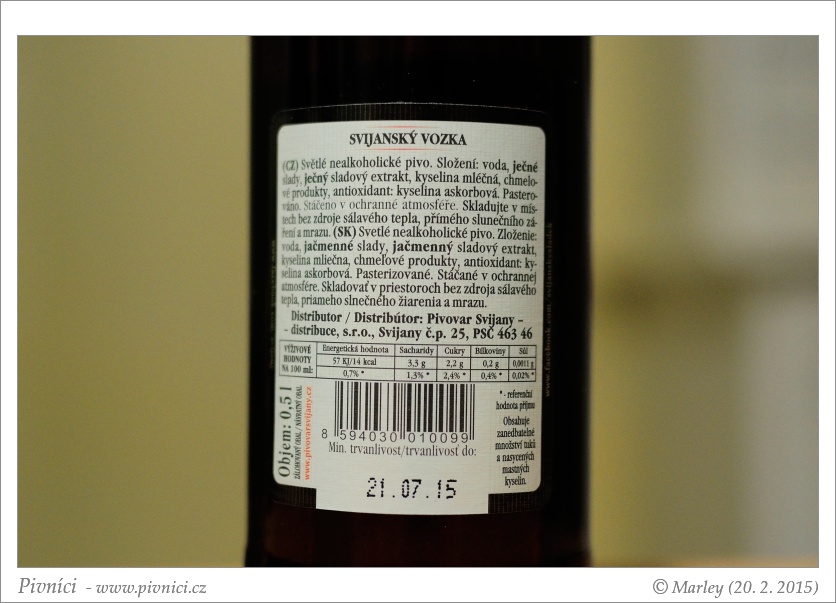 SVIJANSKÝ VOZKA
(CZ) Světlé nealkoholické pivo. Složení: voda, ječné
slady, ječný sladový extrakt, kyselina mléčná, chmelo-
vé produkty, antioxidant: kyselina askorbová. Pastero-
váno. Stáčeno v ochranné atmosféře. Skladujte v mís-
tech bez zdroje sálavého tepla, přímého slunečního zá-
ření a mrazu. (SK) Svetlé nealkoholické pivo. Zloženie:
voda, jačmenné slady, jačmenný sladový extrakt,
kyselina mliečna, chmeľové produkty, antioxidant: ky-
selina askorbová. Pasterizované. Stáčané v ochrannej
atmosfére. Skladovať v priestoroch bez zdroja sálavého
tepla, priameho slnečného žiarenia a mrazu.
Distributor / Distribútor: Pivovar Svijany –
- distribuce, s.r.o., Svijany č.p. 25, PSČ 463 46
VÝŽIVOVÉ HODNOTY NA 100 ml:
Energetická hodnota Sacharidy Cukry Bílkoviny Sůl
57 KJ/14 kcal 3,3 g 2,2 g 0,2 g 0,0011 g
0,7% * 1,3% * 2,4% * 0,4% * 0,02% *
Objem: 0,5 l
ZÁLOHOVANÝ OBAL / NÁVRATNÝ OBAL
www.pivovarsvijany.cz
8 594030 010099
* - referenční
hodnota příjmu
Obsahuje
zanedbatelné
množství tuků
a nasycených
mastných
kyselin.
Min. trvanlivost/trvanlivosť do:
21.07.15
www.facebook.com/svijanskysladek
Pivníci - www.pivnici.cz
© Marley (20. 2. 2015)